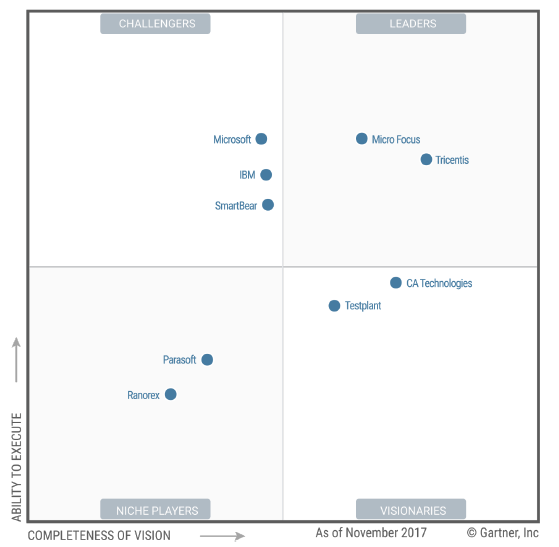 CHALLENGERS
LEADERS
Microsoft
Micro Focus
Tricentis
IBM
SmartBear
CA Technologies
Testplant
Parasoft
Ranorex
ABILITY TO EXECUTE
NICHE PLAYERS
VISIONARIES
COMPLETENESS OF VISION
As of November 2017
© Gartner, Inc